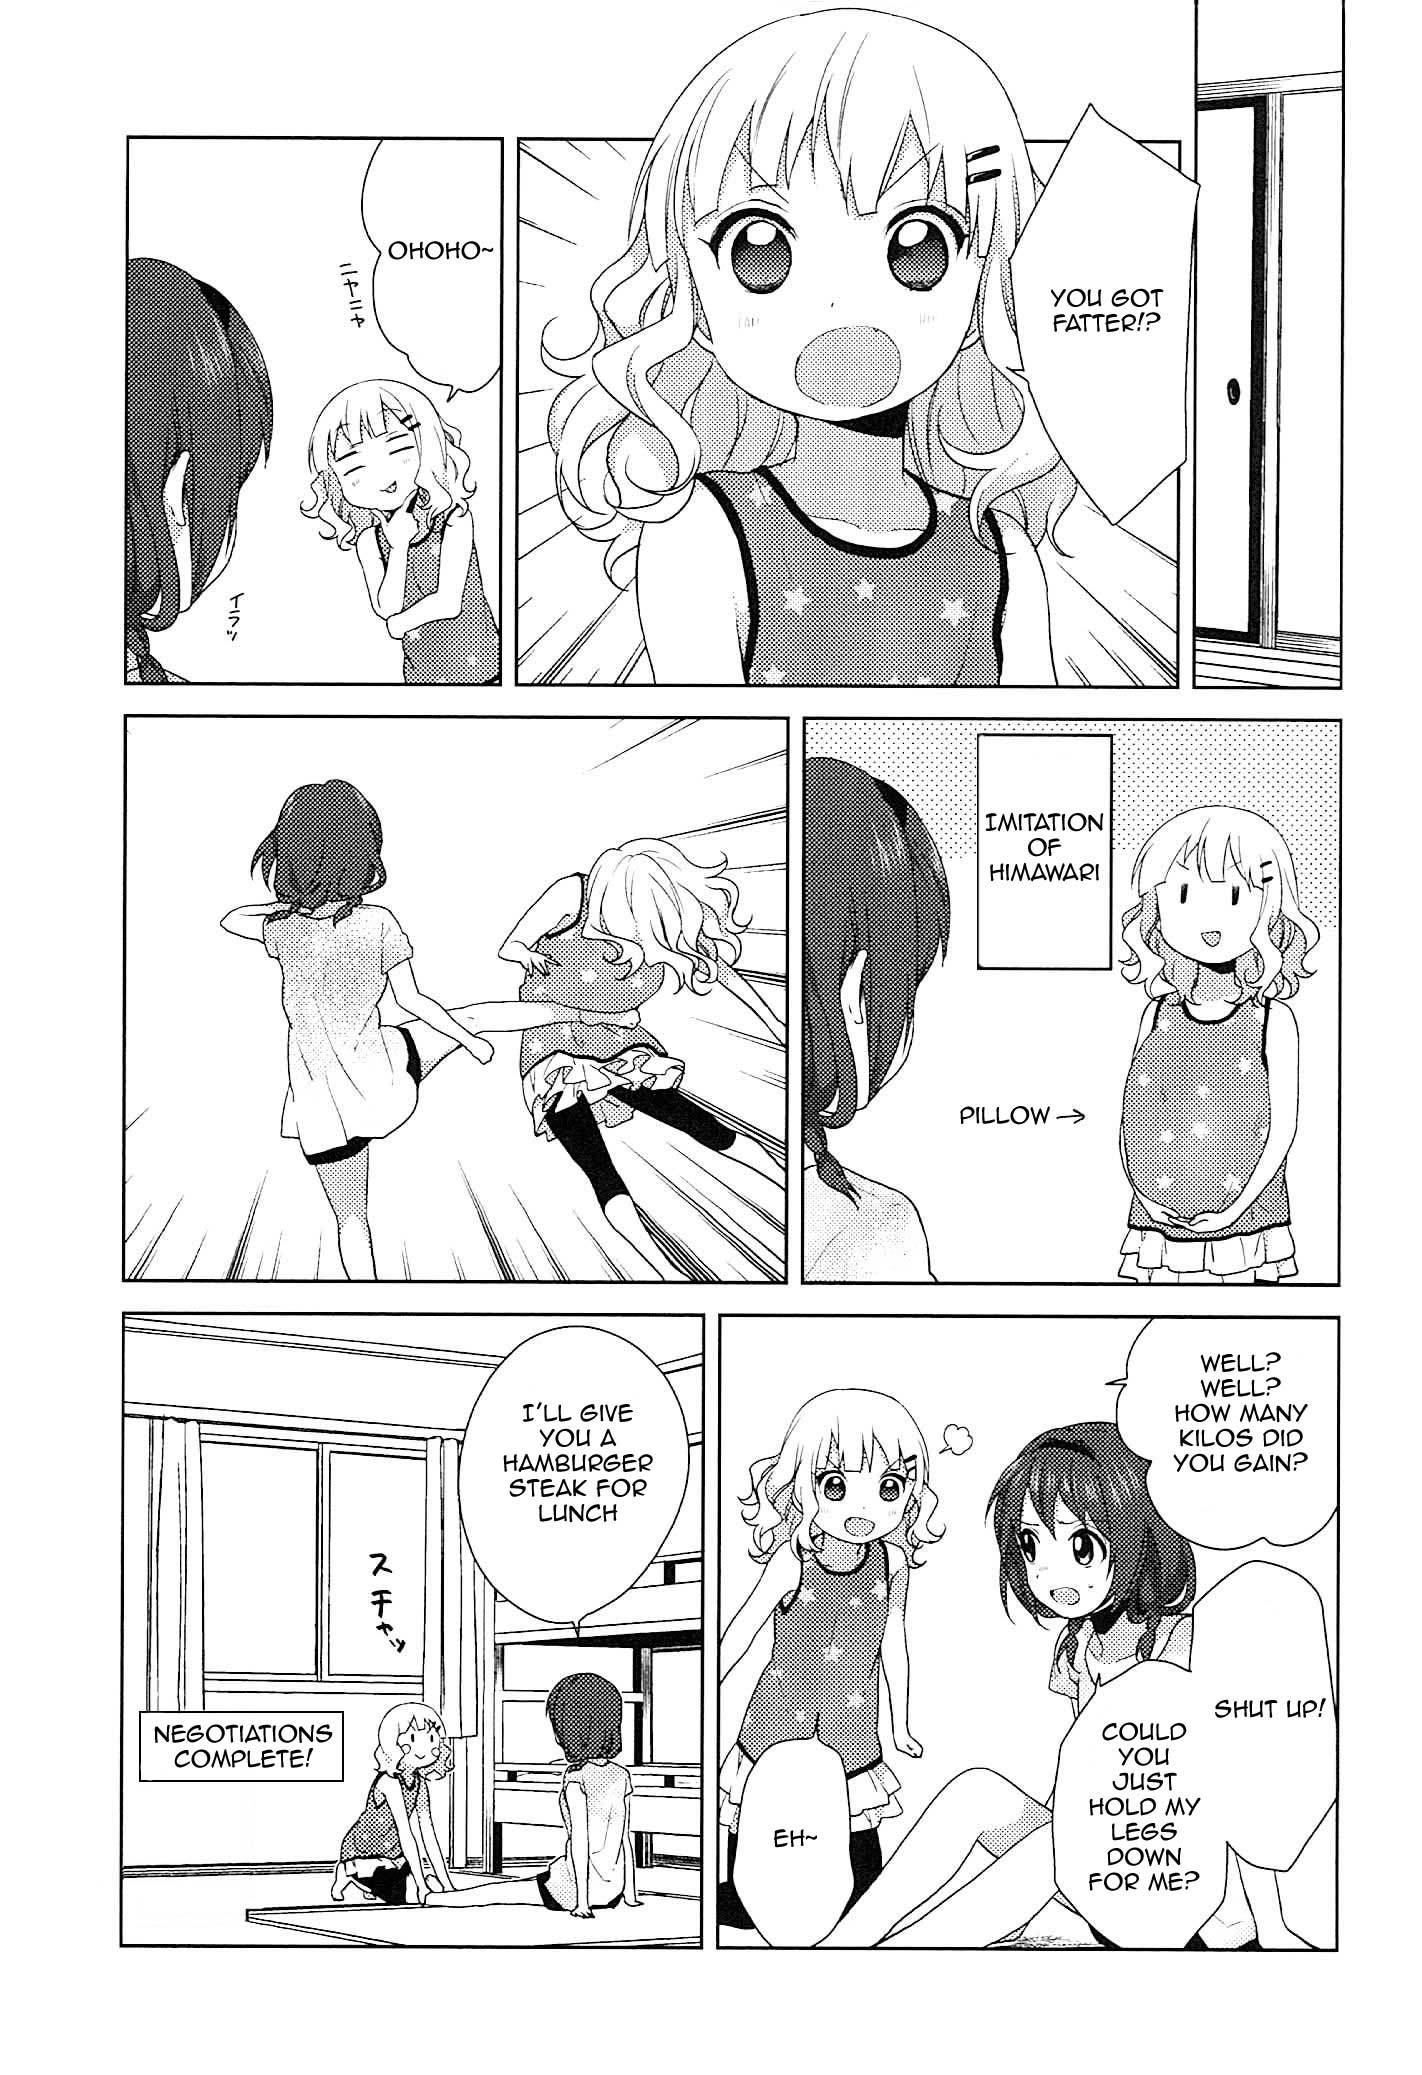 YOU GOT
FATTER!?
OHOHO~
ニヤニヤ
イラッ
IMITATION
OF
HIMAWARI
PILLOW →
WELL?
WELL?
HOW MANY
KILOS DID
YOU GAIN?
SHUT UP!
COULD
YOU
JUST
HOLD MY
LEGS
DOWN
FOR ME?
EH~
I'LL GIVE
YOU A
HAMBURGER
STEAK FOR
LUNCH
スチャッ
NEGOTIATIONS
COMPLETE!